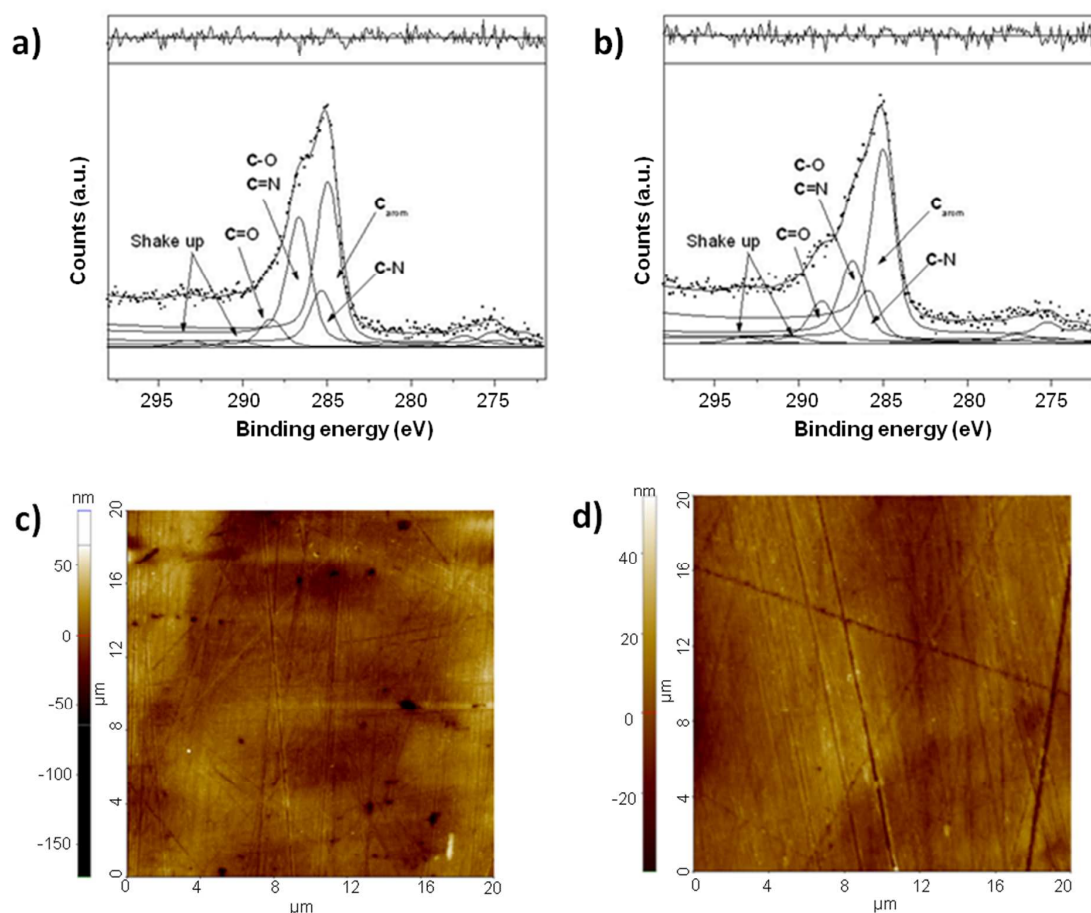 a)
C-O
C=N
C=O
Shake up
C arom
C-N
Counts (a.u.)
295 290 285 280 275
Binding energy (eV)
b)
C-O
C=N
C=O
Shake up
C arom
C-N
Counts (a.u.)
295 290 285 280 275
Binding energy (eV)
c)
nm
50
0
-50
-100
-150
20
16
12
8
4
0
µm
0 4 8 12 16 20
µm
d)
nm
40
20
0
-20
20
16
12
8
4
0
µm
0 4 8 12 16 20
µm